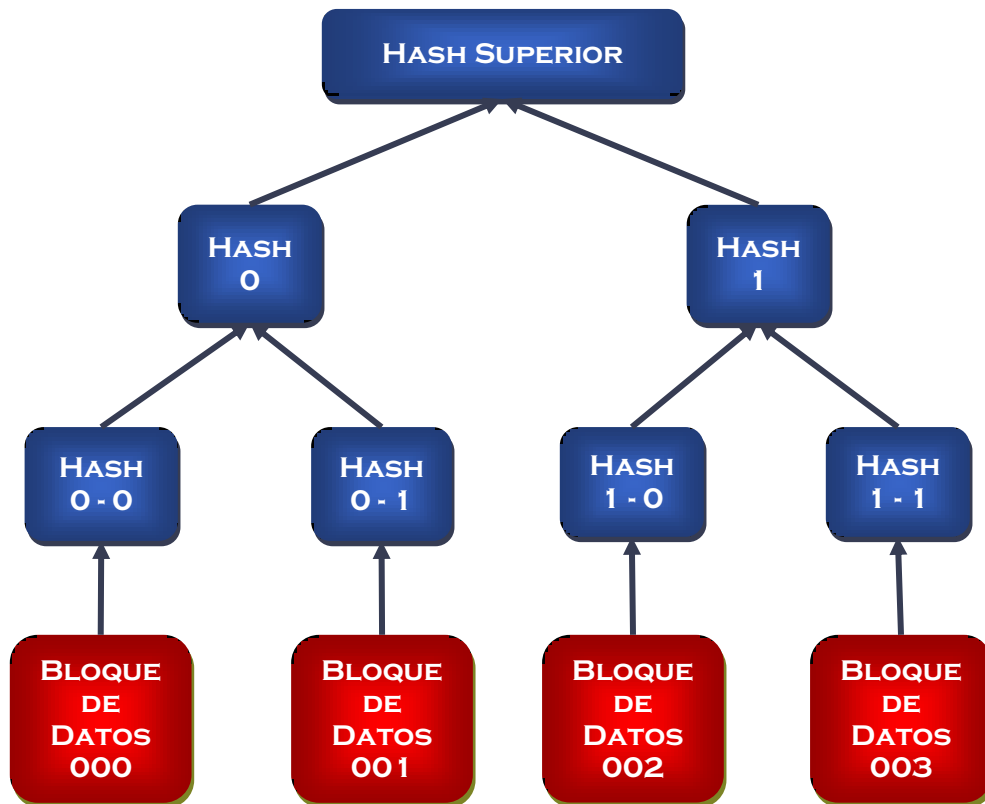 Hash Superior
Hash
0
Hash
1
Hash
0 - 0
Hash
0 - 1
Hash
1 - 0
Hash
1 - 1
Bloque
de
Datos
000
Bloque
de
Datos
001
Bloque
de
Datos
002
Bloque
de
Datos
003